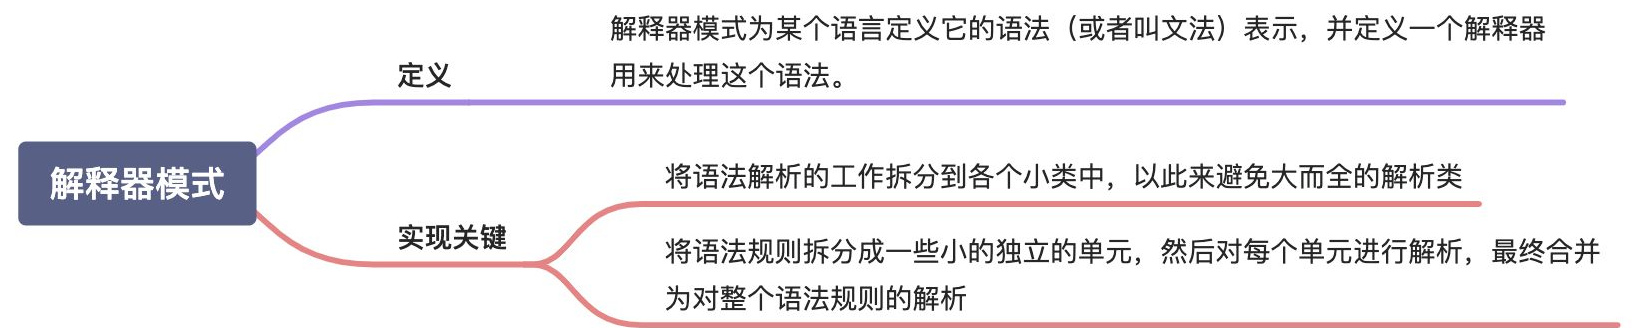 解释器模式
定义
解释器模式为某个语言定义它的语法（或者叫文法）表示，并定义一个解释器
用来处理这个语法。
实现关键
将语法解析的工作拆分到各个小类中，以此来避免大而全的解析类
将语法规则拆分成一些小的独立的单元，然后对每个单元进行解析，最终合并
为对整个语法规则的解析